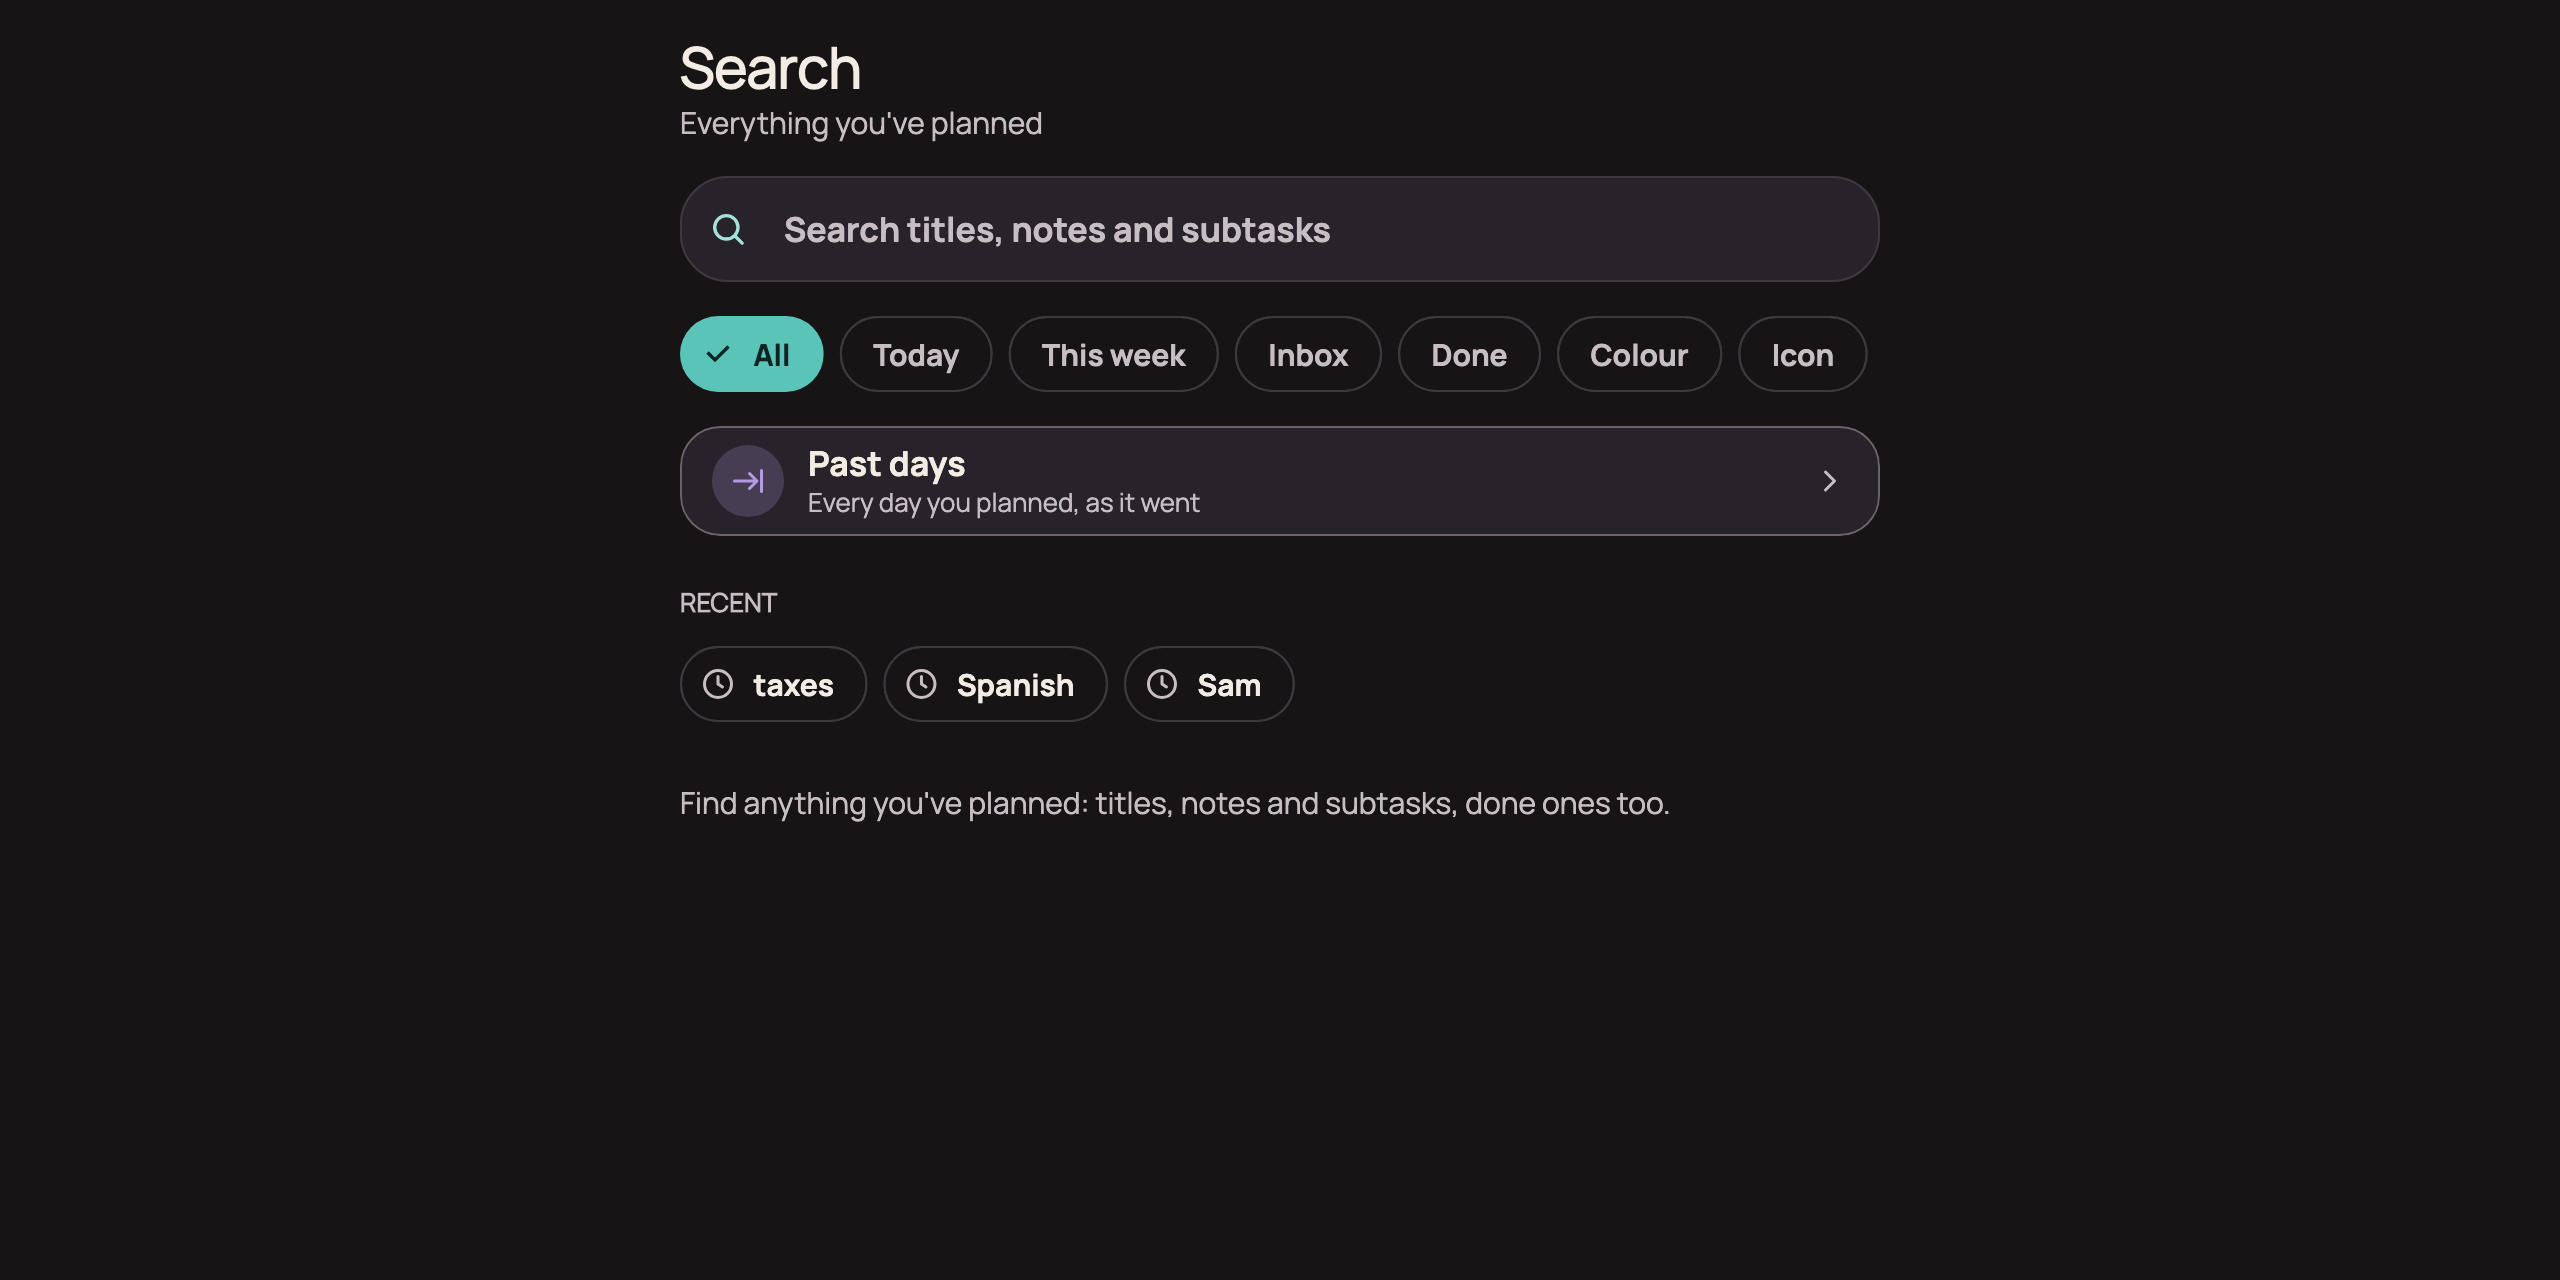 Search
Everything you've planned
Search titles, notes and subtasks
All Today This week Inbox Done Colour Icon
Past days
Every day you planned, as it went
RECENT
taxes Spanish Sam
Find anything you've planned: titles, notes and subtasks, done ones too.